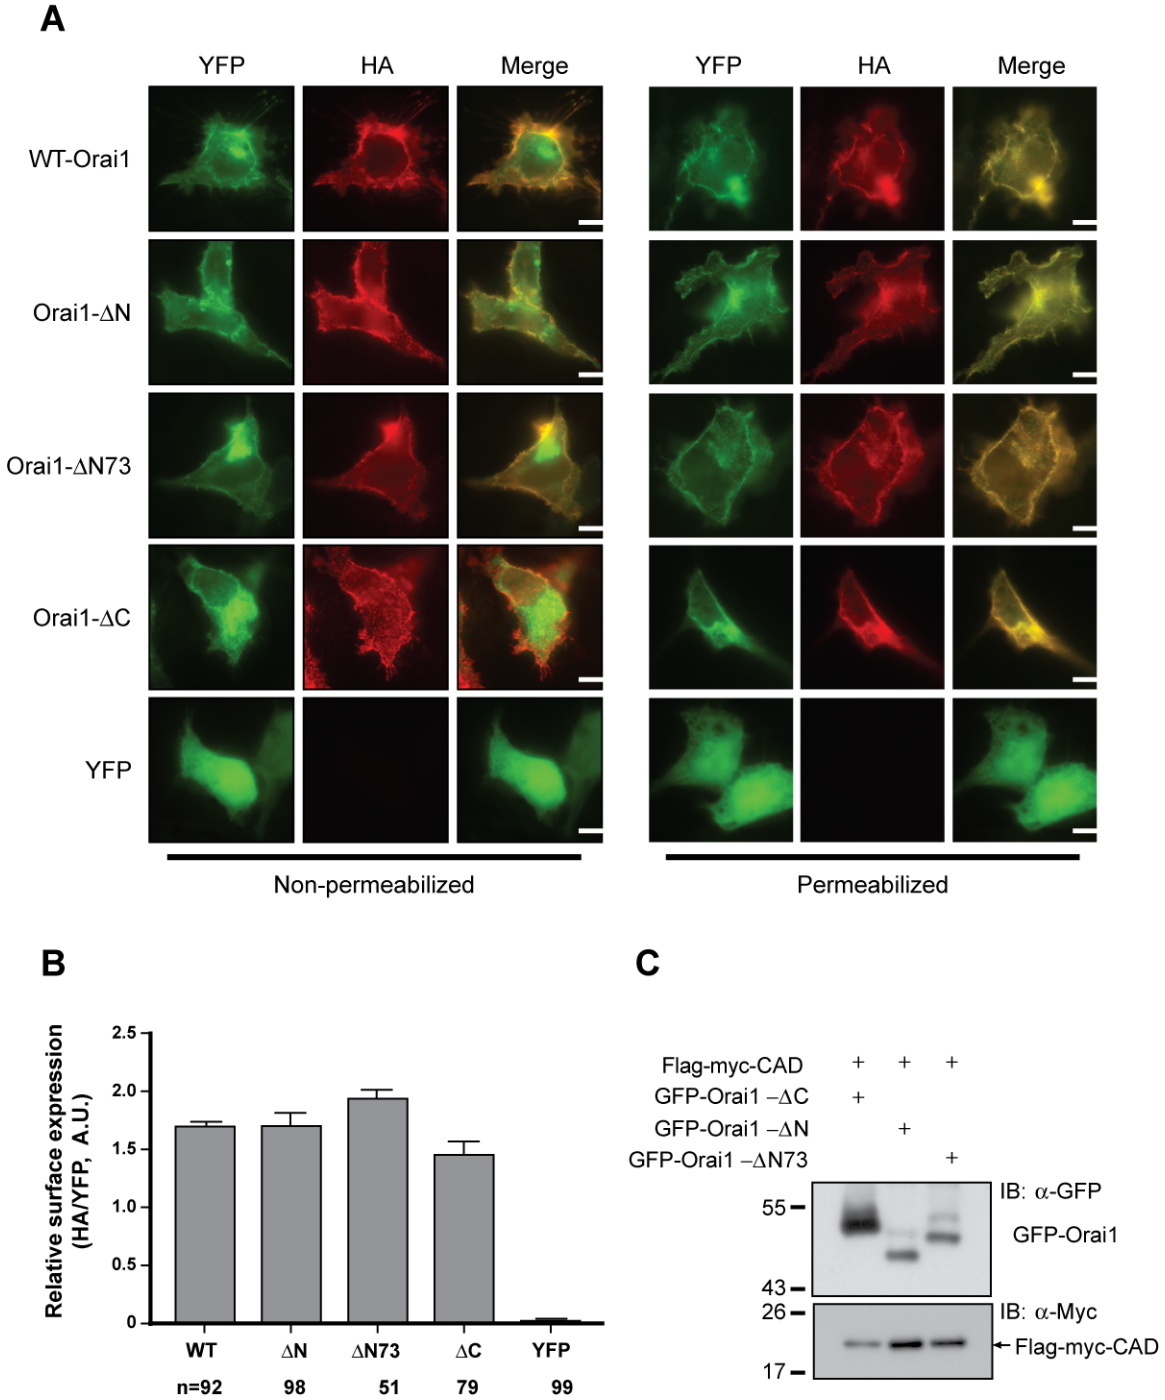 A
YFP HA Merge YFP HA Merge
WT-Orai1
Orai1-ΔN
Orai1-ΔN73
Orai1-ΔC
YFP
Non-permeabilized Permeabilized
B
Relative surface expression
(HA/YFP, A.U.)
2.5
2.0
1.5
1.0
0.5
0
WT ΔN ΔN73 ΔC YFP
n=92 98 51 79 99
C
Flag-myc-CAD + + +
GFP-Orai1 –ΔC +
GFP-Orai1 –ΔN +
GFP-Orai1 –ΔN73 +
IB: α-GFP
55
GFP-Orai1
43
26
IB: α-Myc
Flag-myc-CAD
17